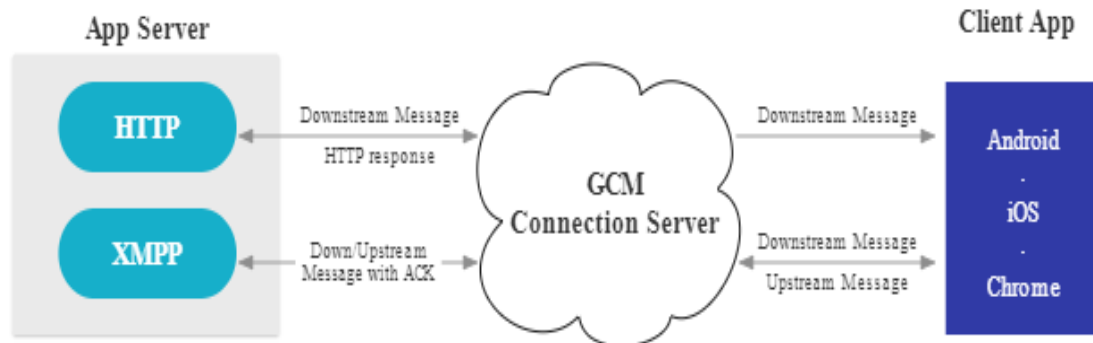 App Server
Client App
HTTP
Downstream Message
HTTP response
Downstream Message
Android
.
iOS
.
Chrome
GCM
Connection Server
XMPP
Down/Upstream
Message with ACK
Downstream Message
Upstream Message